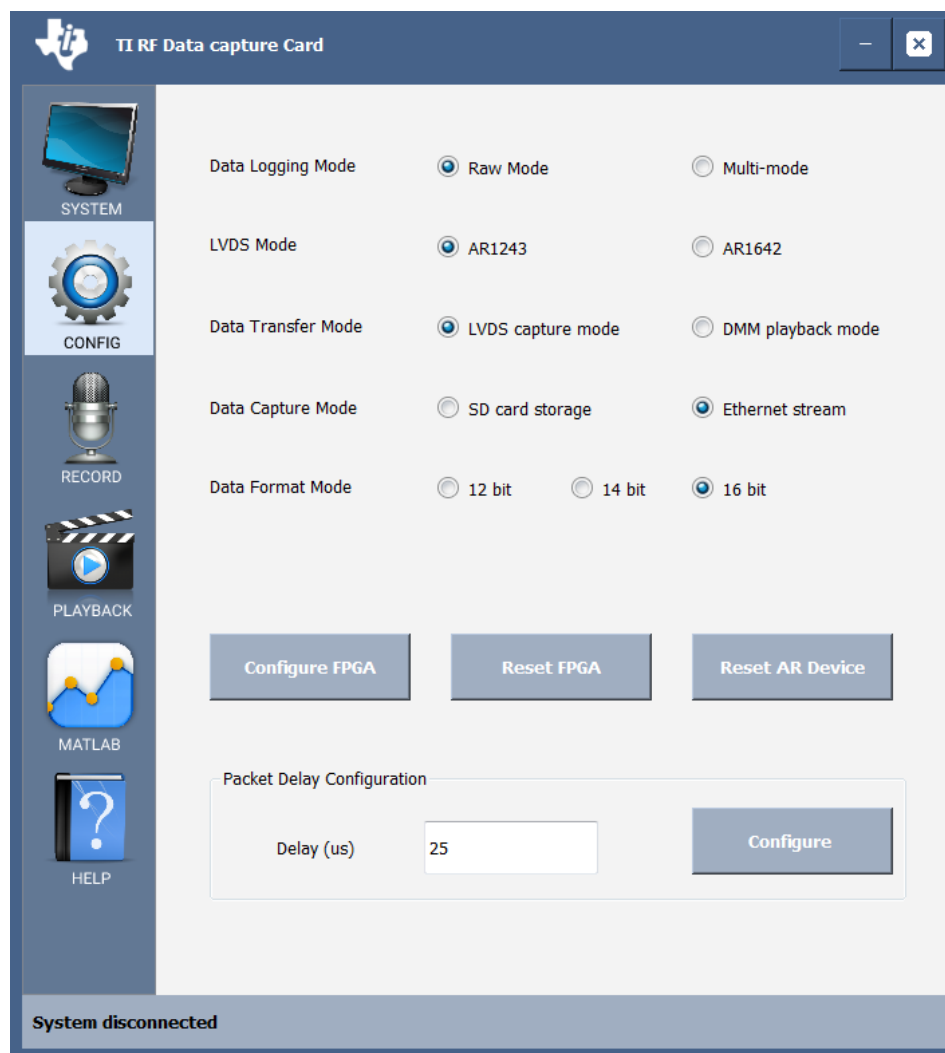 TI RF Data capture Card
SYSTEM
CONFIG
RECORD
PLAYBACK
MATLAB
HELP
Data Logging Mode Raw Mode Multi-mode
LVDS Mode AR1243 AR1642
Data Transfer Mode LVDS capture mode DMM playback mode
Data Capture Mode SD card storage Ethernet stream
Data Format Mode 12 bit 14 bit 16 bit
Configure FPGA Reset FPGA Reset AR Device
Packet Delay Configuration
Delay (us) 25 Configure
System disconnected